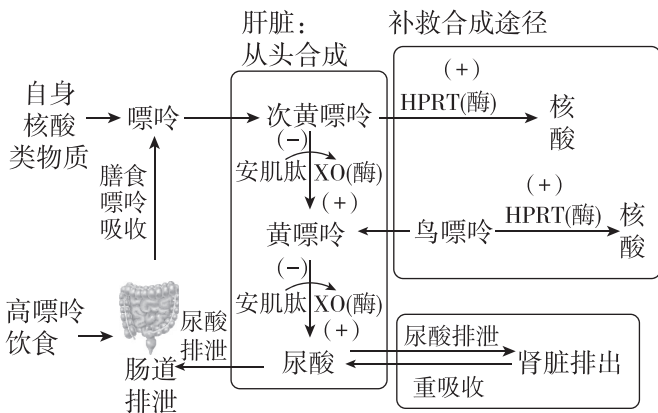 肝脏：
从头合成
补救合成途径
自身
核酸
类物质
嘌呤
次黄嘌呤
(+)
HPRT(酶)
核
酸
(−)
安肌肽
XO(酶)
(+)
膳食
嘌呤
吸收
黄嘌呤
鸟嘌呤
(+)
HPRT(酶)
核
酸
(−)
安肌肽
XO(酶)
(+)
高嘌呤
饮食
肠道
排泄
尿酸
排泄
尿酸
尿酸排泄
重吸收
肾脏排出